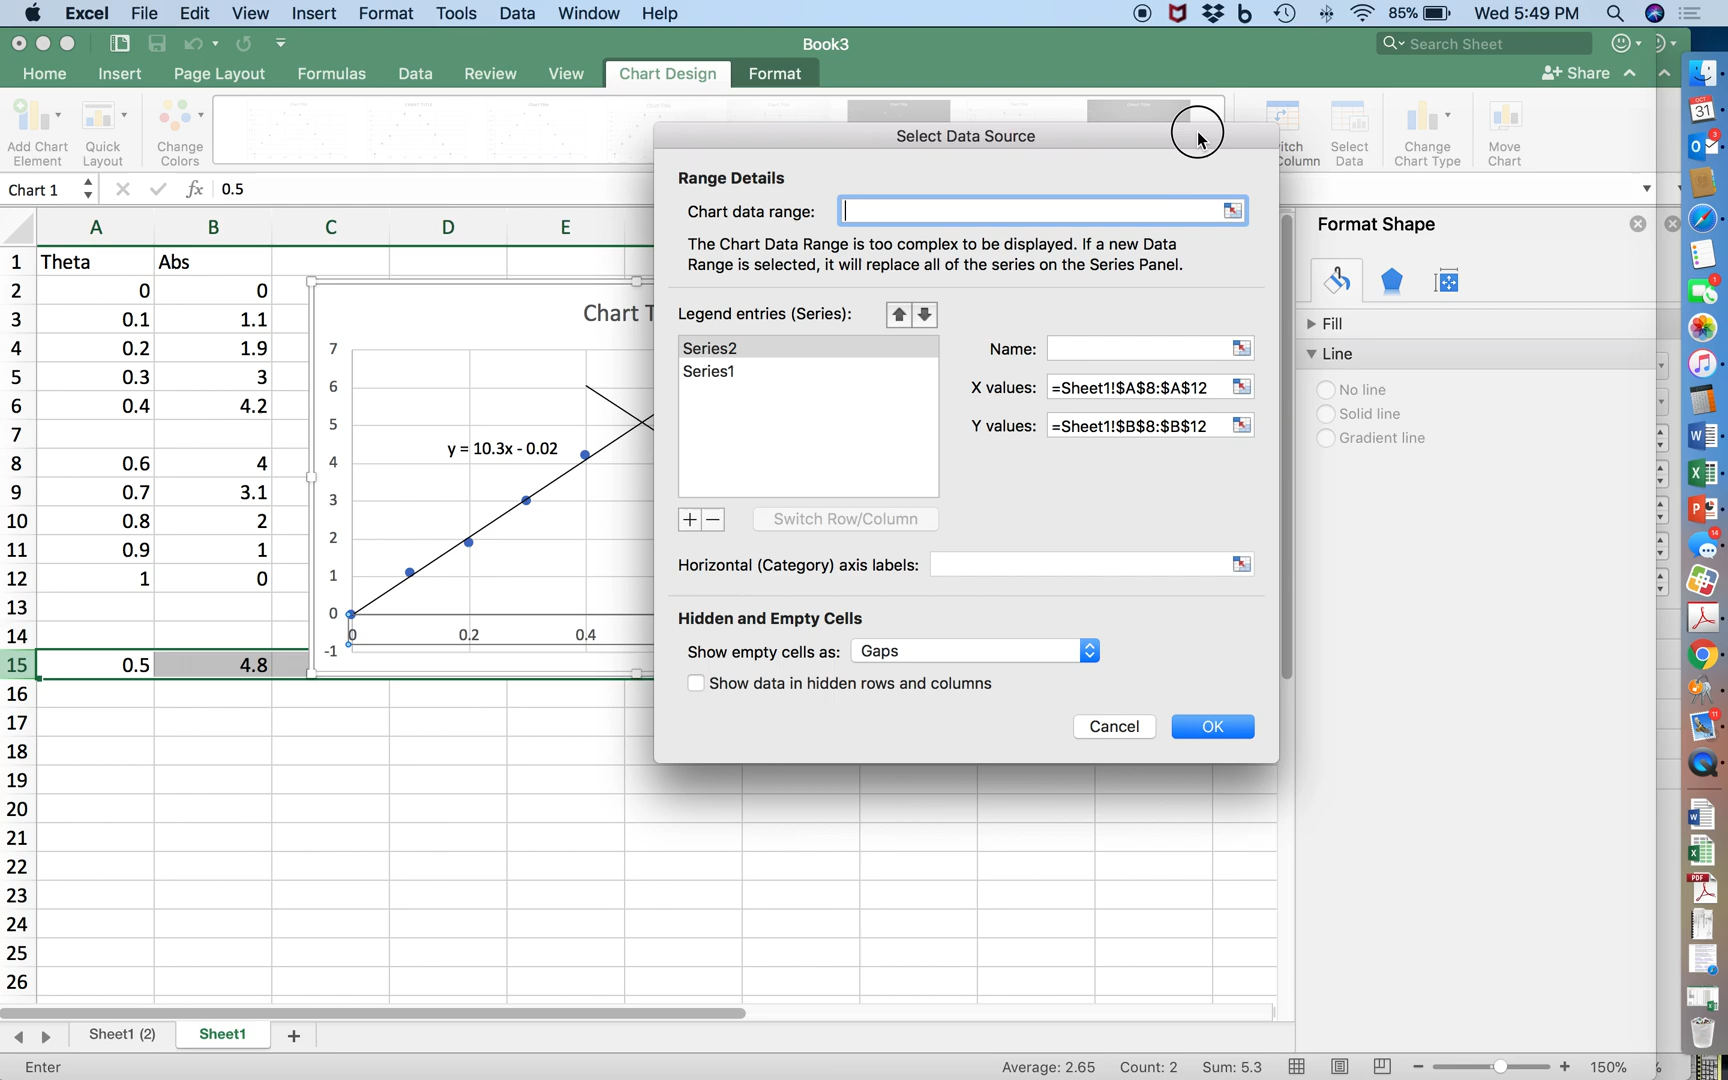 Excel File Edit View Insert Format Tools Data Window Help 85% Wed 5:49 PM
Book3 Search Sheet
Home Insert Page Layout Formulas Data Review View Chart Design Format Share
Add Chart Element Quick Layout Change Colors itch Column Select Data Change Chart Type Move Chart
Chart 1 fx 0.5
Select Data Source
Range Details
Chart data range:
The Chart Data Range is too complex to be displayed. If a new Data
Range is selected, it will replace all of the series on the Series Panel.
Legend entries (Series):
Series2
Series1
Name:
X values: =Sheet1!$A$8:$A$12
Y values: =Sheet1!$B$8:$B$12
Switch Row/Column
Horizontal (Category) axis labels:
Hidden and Empty Cells
Show empty cells as: Gaps
Show data in hidden rows and columns
Cancel OK
Format Shape
Fill
Line
No line
Solid line
Gradient line
A B C D E
1 Theta Abs
2 0 0
3 0.1 1.1
4 0.2 1.9
5 0.3 3
6 0.4 4.2
7
8 0.6 4
9 0.7 3.1
10 0.8 2
11 0.9 1
12 1 0
13
14
15 0.5 4.8
16
17
18
19
20
21
22
23
24
25
26
Chart T
7
6
5
4
3
2
1
0
-1
y = 10.3x - 0.02
0 0.2 0.4
Sheet1 (2) Sheet1 +
Enter Average: 2.65 Count: 2 Sum: 5.3 150%